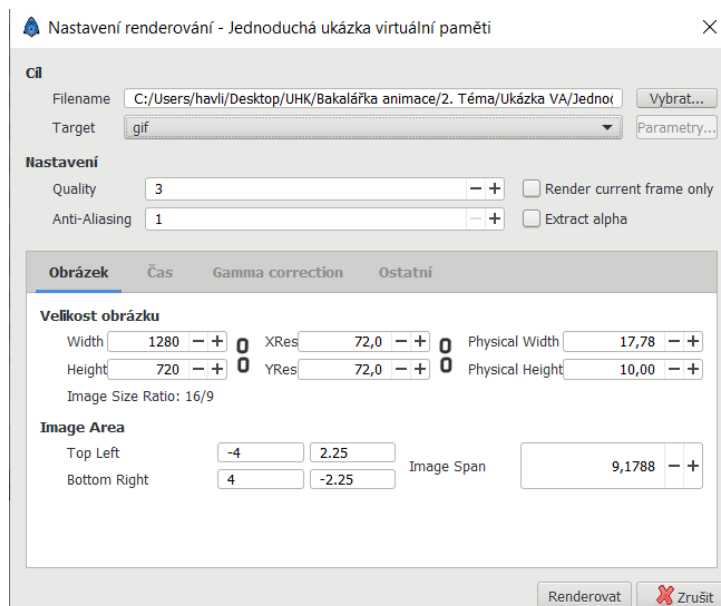 Nastavení renderování - Jednoduchá ukázka virtuální paměti
Cíl
Filename C:/Users/havli/Desktop/UHK/Bakalářka animace/2. Téma/Ukázka VA/Jednoc Vybrat...
Target gif Parametry...
Nastavení
Quality 3 Render current frame only
Anti-Aliasing 1 Extract alpha
Obrázek Čas Gamma correction Ostatní
Velikost obrázku
Width 1280 XRes 72,0 Physical Width 17,78
Height 720 YRes 72,0 Physical Height 10,00
Image Size Ratio: 16/9
Image Area
Top Left -4 2.25
Image Span 9,1788
Bottom Right 4 -2.25
Renderovat Zrušit